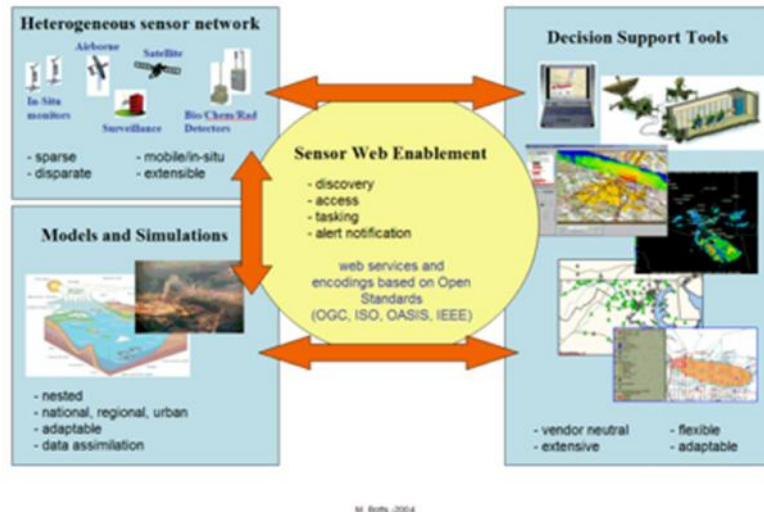 Heterogeneous sensor network
Airborne
Satellite
In-Situ
monitors
Surveillance
Bio/Chem/Rad
Detectors
- sparse
- disparate
- mobile/in-situ
- extensible
Models and Simulations
- nested
- national, regional, urban
- adaptable
- data assimilation
Sensor Web Enablement
- discovery
- access
- tasking
- alert notification
web services and
encodings based on Open
Standards
(OGC, ISO, OASIS, IEEE)
Decision Support Tools
- vendor neutral
- extensive
- flexible
- adaptable
M. Botts -2004